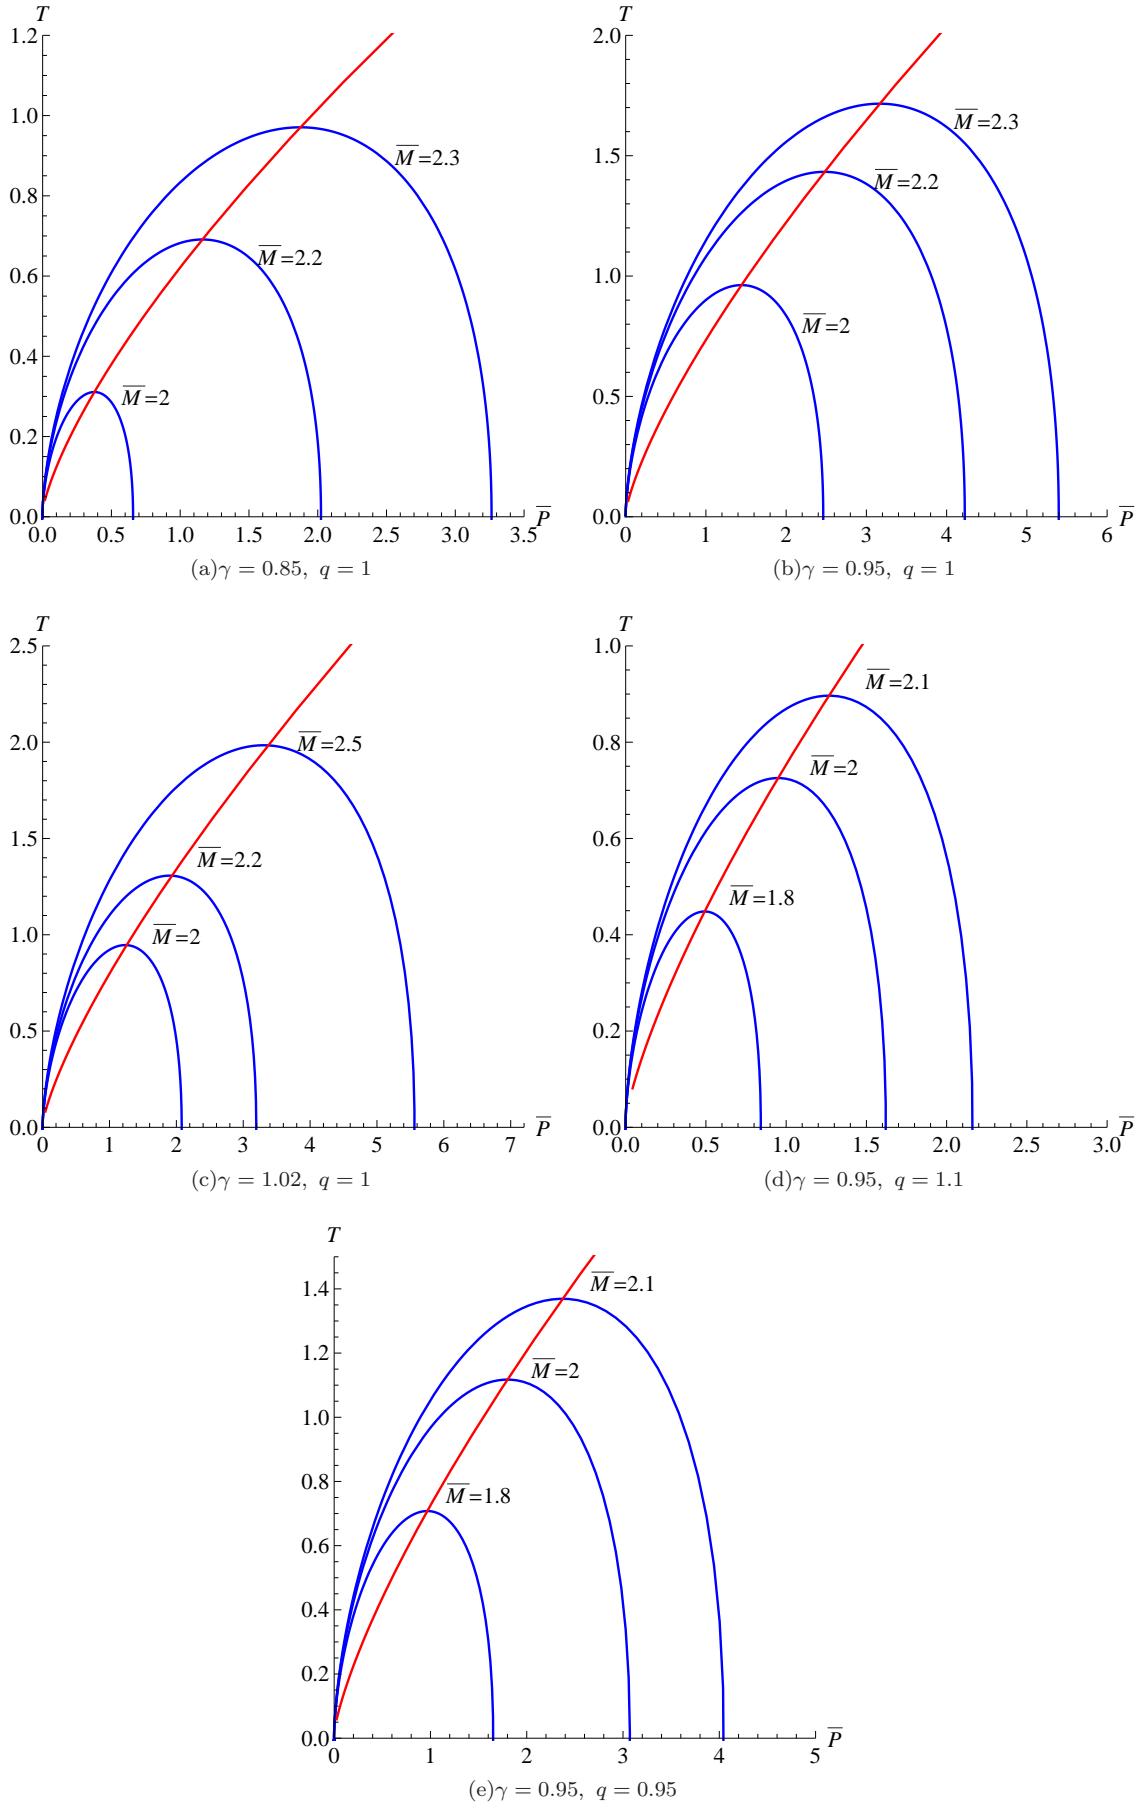 T
1.2
1.0
0.8
0.6
0.4
0.2
0.0
M̅=2.3
M̅=2.2
M̅=2
0.0 0.5 1.0 1.5 2.0 2.5 3.0 3.5
P̅
(a)γ = 0.85, q = 1
T
2.0
1.5
1.0
0.5
0.0
M̅=2.3
M̅=2.2
M̅=2
0 1 2 3 4 5 6
P̅
(b)γ = 0.95, q = 1
T
2.5
2.0
1.5
1.0
0.5
0.0
M̅=2.5
M̅=2.2
M̅=2
0 1 2 3 4 5 6 7
P̅
(c)γ = 1.02, q = 1
T
1.0
0.8
0.6
0.4
0.2
0.0
M̅=2.1
M̅=2
M̅=1.8
0.0 0.5 1.0 1.5 2.0 2.5 3.0
P̅
(d)γ = 0.95, q = 1.1
T
1.4
1.2
1.0
0.8
0.6
0.4
0.2
0.0
M̅=2.1
M̅=2
M̅=1.8
0 1 2 3 4 5
P̅
(e)γ = 0.95, q = 0.95